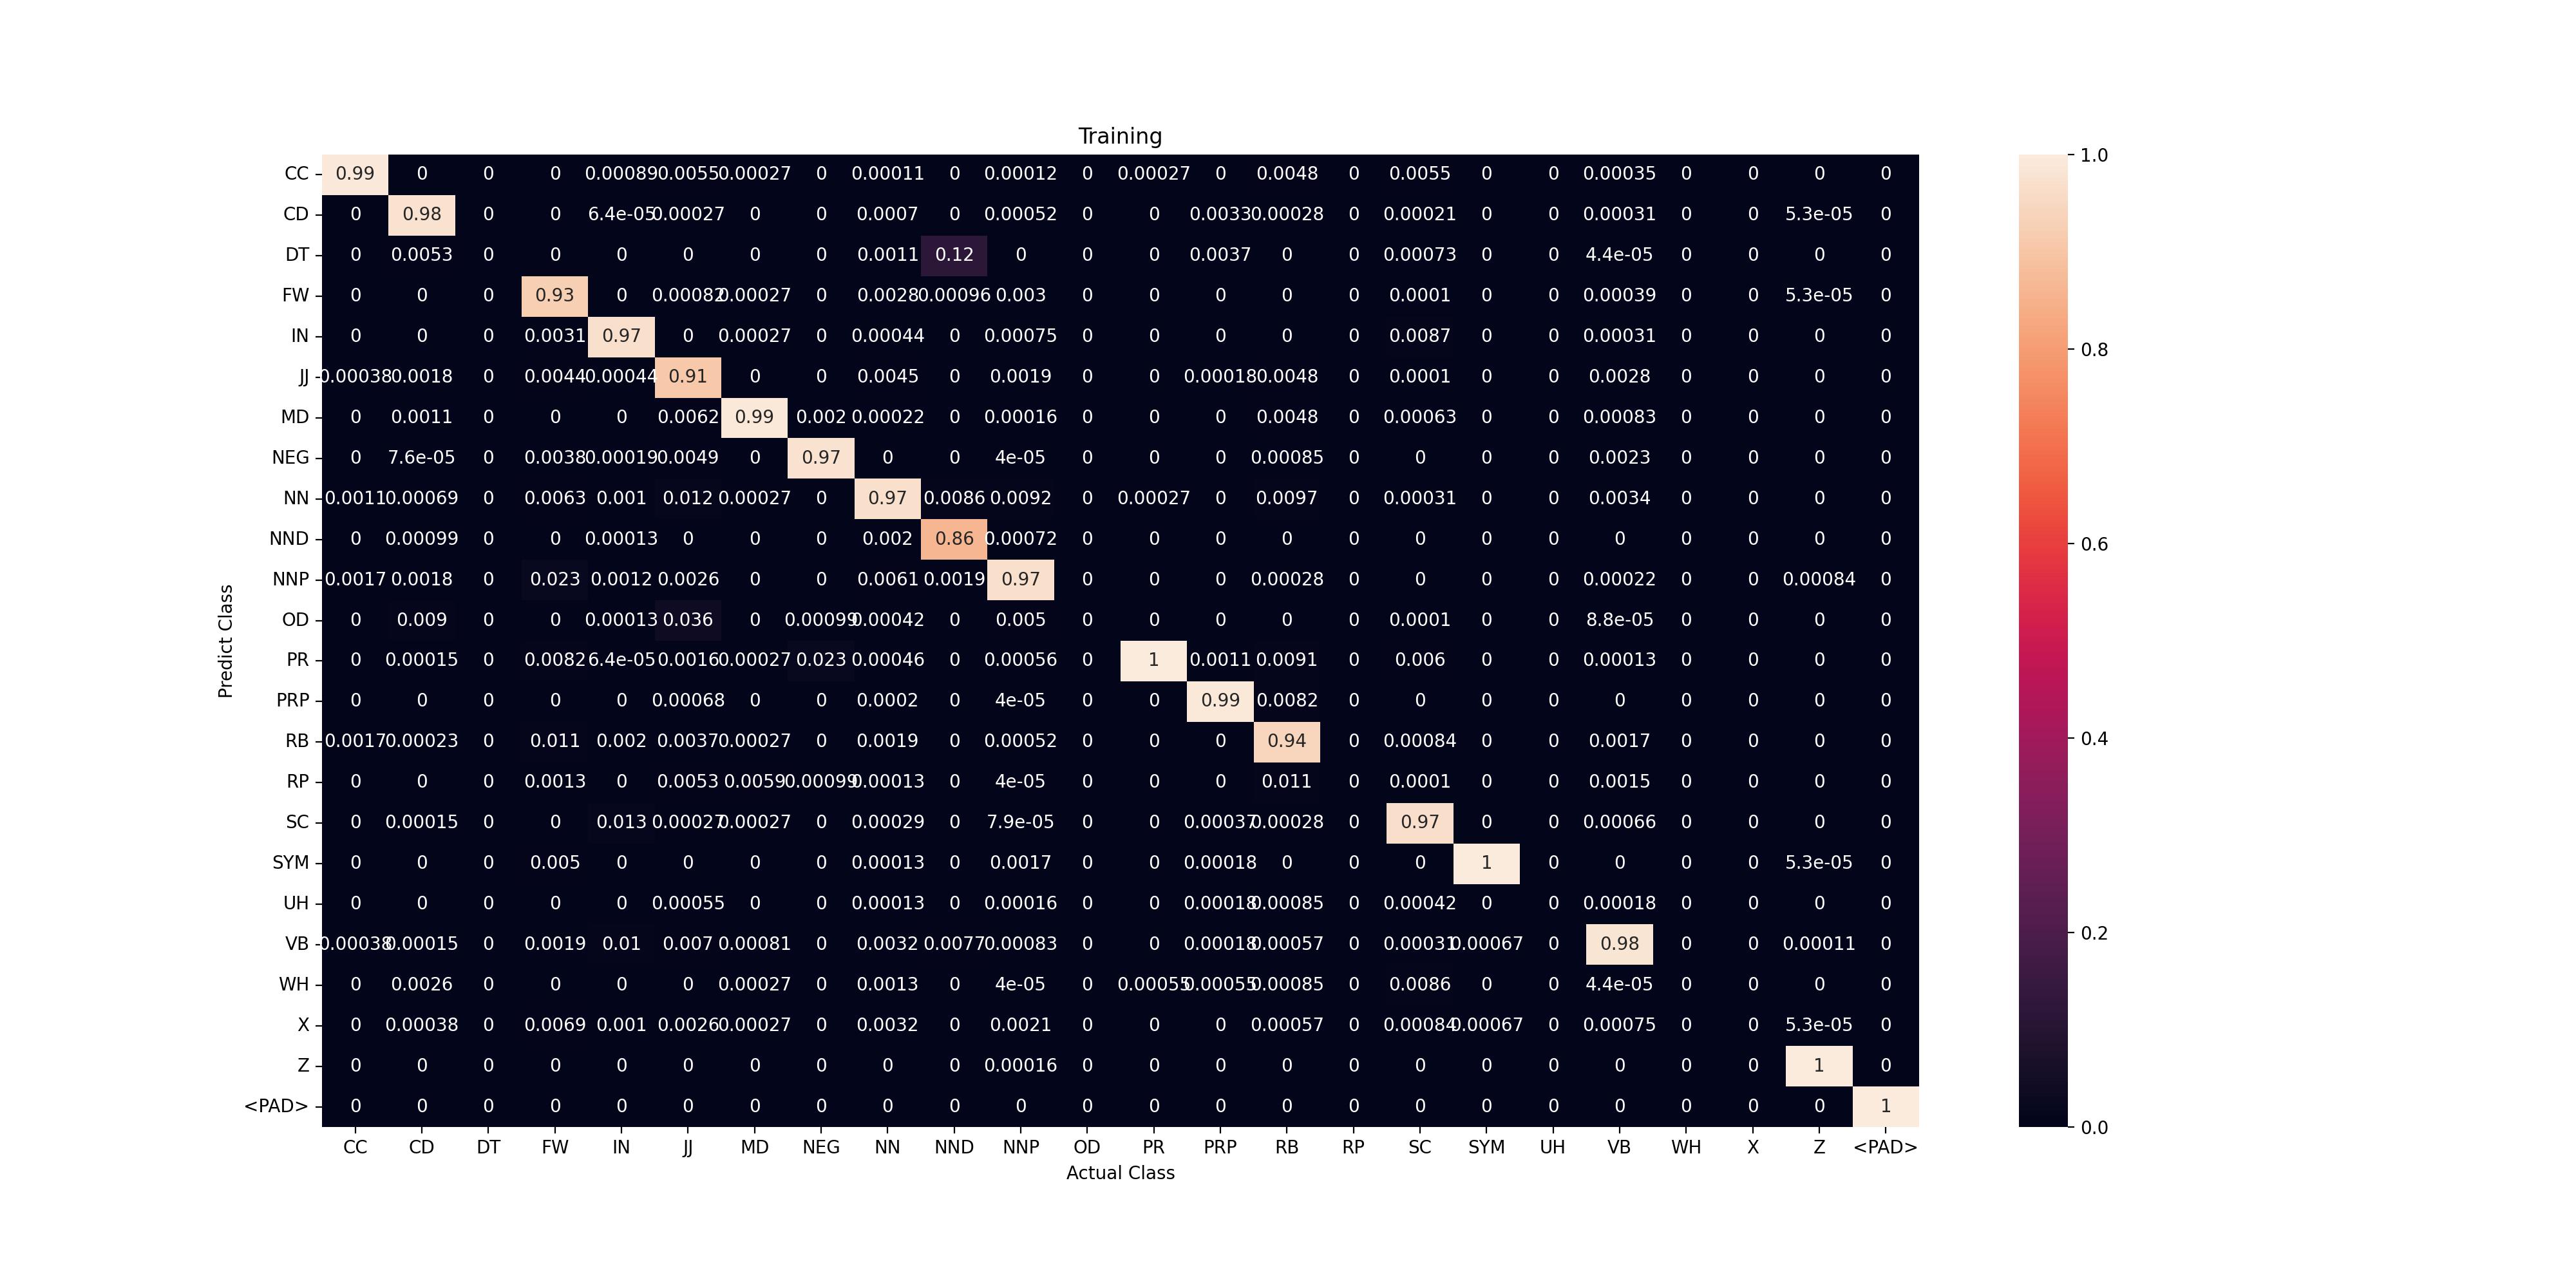 Training
CC 0.99 0 0 0 0.00089 0.0055 0.00027 0 0.00011 0 0.00012 0 0.00027 0 0.0048 0 0.0055 0 0 0.00035 0 0 0 0
CD 0 0.98 0 0 6.4e-05 0.00027 0 0 0.0007 0 0.00052 0 0 0.0033 0.00028 0 0.00021 0 0 0.00031 0 0 5.3e-05 0
DT 0 0.0053 0 0 0 0 0 0 0.0011 0.12 0 0 0 0.0037 0 0 0.00073 0 0 4.4e-05 0 0 0 0
FW 0 0 0 0.93 0 0.00082 0.00027 0 0.0028 0.00096 0.003 0 0 0 0 0 0.0001 0 0 0.00039 0 0 5.3e-05 0
IN 0 0 0 0.0031 0.97 0 0.00027 0 0.00044 0 0.00075 0 0 0 0 0 0.0087 0 0 0.00031 0 0 0 0
JJ 0.00038 0.0018 0 0.0044 0.00044 0.91 0 0 0.0045 0 0.0019 0 0 0.00018 0.0048 0 0.0001 0 0 0.0028 0 0 0 0
MD 0 0.0011 0 0 0 0.0062 0.99 0.002 0.00022 0 0.00016 0 0 0 0.0048 0 0.00063 0 0 0.00083 0 0 0 0
NEG 0 7.6e-05 0 0.0038 0.00019 0.0049 0 0.97 0 0 4e-05 0 0 0 0.00085 0 0 0 0 0.0023 0 0 0 0
NN 0.0011 0.00069 0 0.0063 0.001 0.012 0.00027 0 0.97 0.0086 0.0092 0 0.00027 0 0.0097 0 0.00031 0 0 0.0034 0 0 0 0
NND 0 0.00099 0 0 0.00013 0 0 0 0.002 0.86 0.00072 0 0 0 0 0 0 0 0 0 0 0 0 0
NNP 0.0017 0.0018 0 0.023 0.0012 0.0026 0 0 0.0061 0.0019 0.97 0 0 0 0.00028 0 0 0 0 0.00022 0 0 0.00084 0
OD 0 0.009 0 0 0.00013 0.036 0 0.00099 0.00042 0 0.005 0 0 0 0 0 0.0001 0 0 8.8e-05 0 0 0 0
PR 0 0.00015 0 0.0082 6.4e-05 0.0016 0.00027 0.023 0.00046 0 0.00056 0 1 0.0011 0.0091 0 0.006 0 0 0.00013 0 0 0 0
PRP 0 0 0 0 0 0.00068 0 0 0.0002 0 4e-05 0 0 0.99 0.0082 0 0 0 0 0 0 0 0 0
RB 0.0017 0.00023 0 0.011 0.002 0.0037 0.00027 0 0.0019 0 0.00052 0 0 0 0.94 0 0.00084 0 0 0.0017 0 0 0 0
RP 0 0 0 0.0013 0 0.0053 0.0059 0.00099 0.00013 0 4e-05 0 0 0 0.011 0 0.0001 0 0 0.0015 0 0 0 0
SC 0 0.00015 0 0 0.013 0.00027 0.00027 0 0.00029 0 7.9e-05 0 0 0.00037 0.00028 0 0.97 0 0 0.00066 0 0 0 0
SYM 0 0 0 0.005 0 0 0 0 0.00013 0 0.0017 0 0 0.00018 0 0 0 1 0 0 0 0 5.3e-05 0
UH 0 0 0 0 0 0.00055 0 0 0.00013 0 0.00016 0 0 0.00018 0.00085 0 0.00042 0 0 0.00018 0 0 0 0
VB 0.00038 0.00015 0 0.0019 0.01 0.007 0.00081 0 0.0032 0.0077 0.00083 0 0 0.00018 0.00057 0 0.00031 0.00067 0 0.98 0 0 0.00011 0
WH 0 0.0026 0 0 0 0 0.00027 0 0.0013 0 4e-05 0 0.00055 0.00055 0.00085 0 0.0086 0 0 4.4e-05 0 0 0 0
X 0 0.00038 0 0.0069 0.001 0.0026 0.00027 0 0.0032 0 0.0021 0 0 0 0.00057 0 0.00084 0.00067 0 0.00075 0 0 5.3e-05 0
Z 0 0 0 0 0 0 0 0 0 0 0.00016 0 0 0 0 0 0 0 0 0 0 0 1 0
<PAD> 0 0 0 0 0 0 0 0 0 0 0 0 0 0 0 0 0 0 0 0 0 0 0 1
CC CD DT FW IN JJ MD NEG NN NND NNP OD PR PRP RB RP SC SYM UH VB WH X Z <PAD>
Actual Class
Predict Class
1.0
0.8
0.6
0.4
0.2
0.0